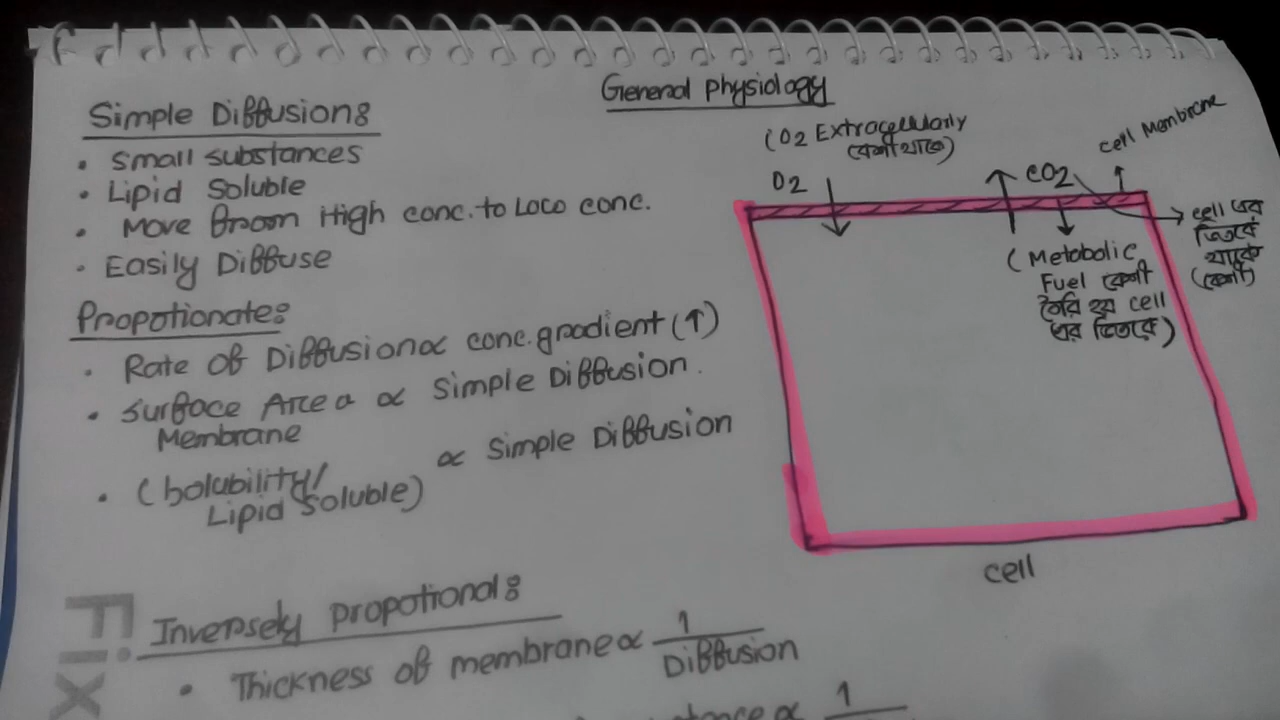 General Physiology
Simple Diffusion:
• Small substances
• Lipid Soluble
• Move from High conc. to Low conc.
• Easily Diffuse
Propotionate:
• Rate of Diffusion ∝ conc. gradient (↑)
• Surface Area ∝ Simple Diffusion.
Membrane
• (Solubility/
Lipid Soluble) ∝ Simple Diffusion
(O2 Extracellularly
বেশী থাকে)
O2
CO2
cell Membrane
cell এর
ভিতরে
থাকে
(বেশী)
(Metabolic
Fuel বেশী
তৈরি হয় cell
এর ভিতরে)
cell
Fix
Inversely propotional:
• Thickness of membrane ∝ 1/Diffusion
∝ 1